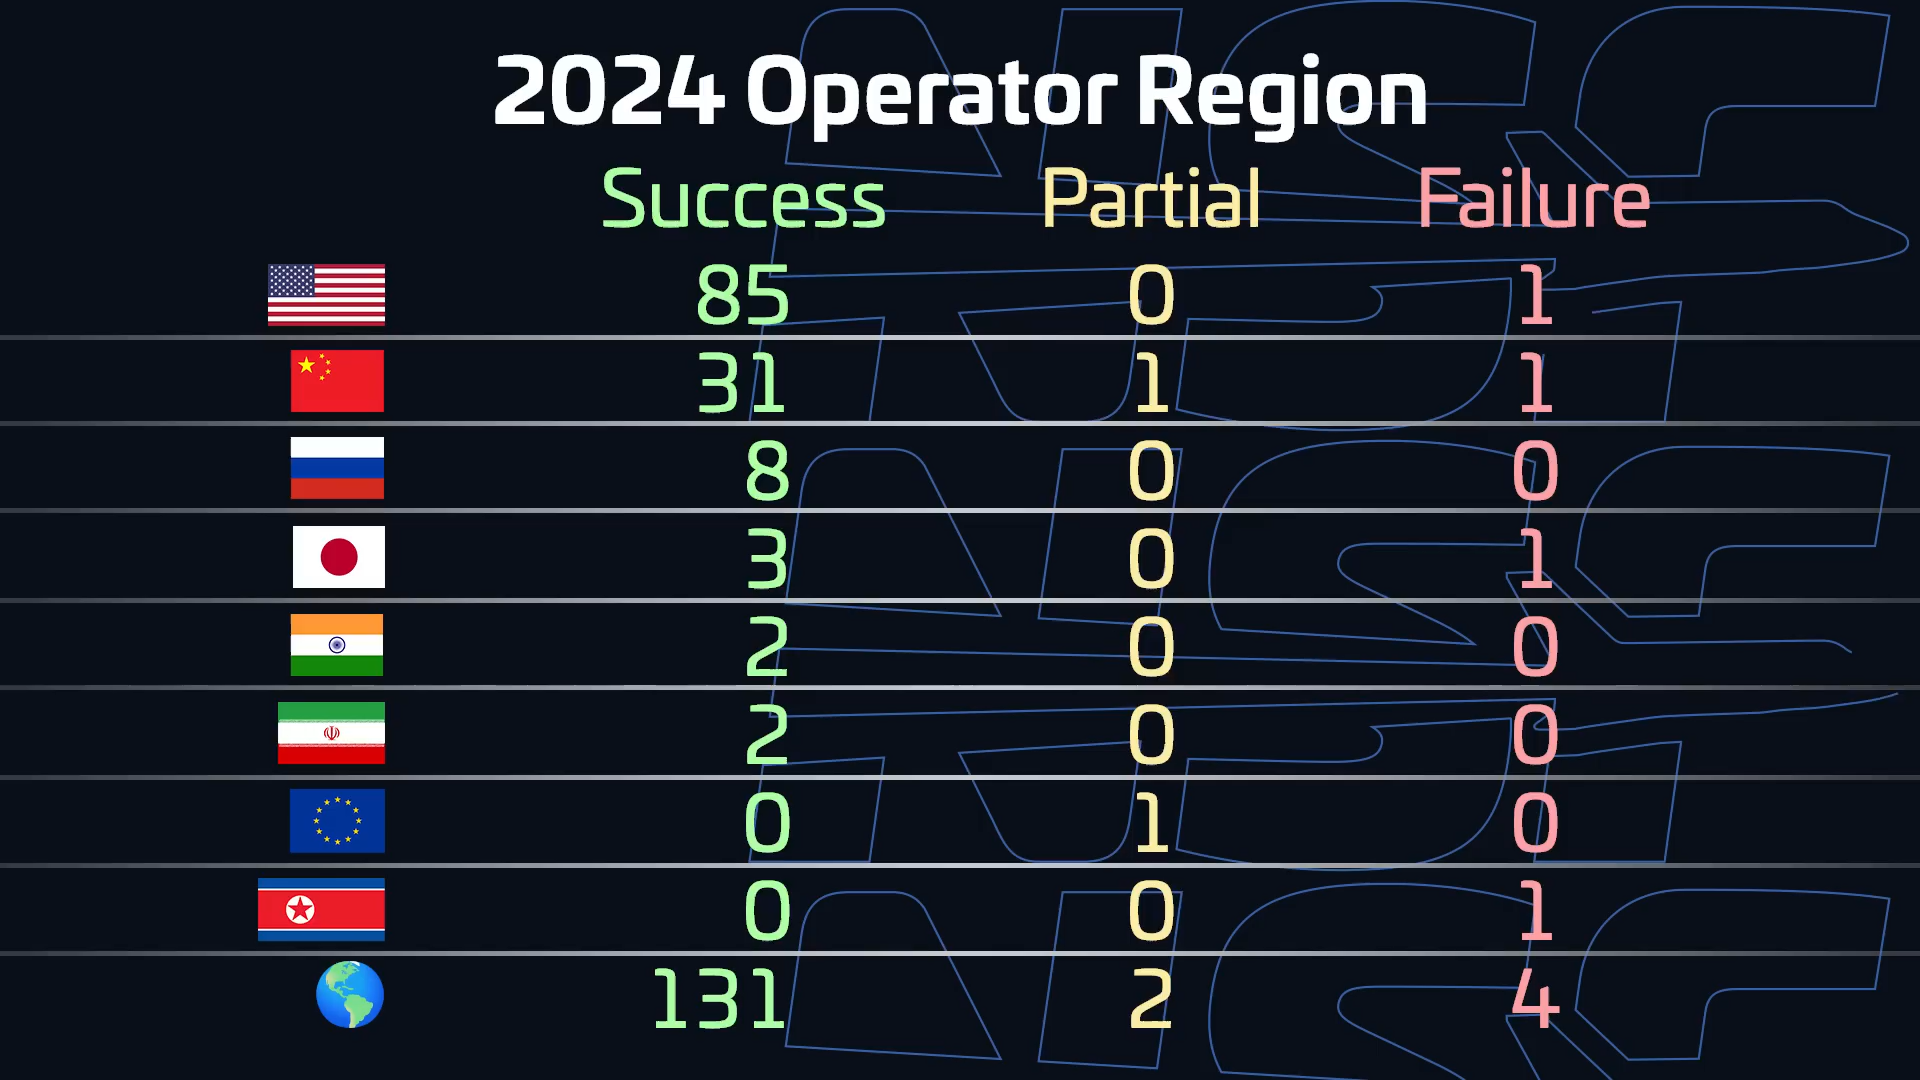 2024 Operator Region
Success Partial Failure
85 0 1
31 1 1
8 0 0
3 0 1
2 0 0
2 0 0
0 1 0
0 0 1
131 2 4